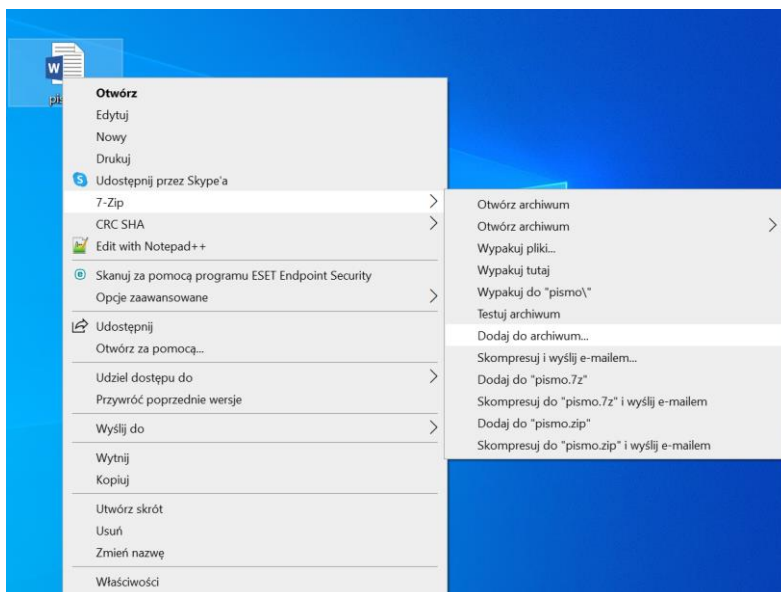 Otwórz
Edytuj
Nowy
Drukuj
Udostępnij przez Skype'a
7-Zip
CRC SHA
Edit with Notepad++
Skanuj za pomocą programu ESET Endpoint Security
Opcje zaawansowane
Udostępnij
Otwórz za pomocą...
Udziel dostępu do
Przywróć poprzednie wersje
Wyślij do
Wytnij
Kopiuj
Utwórz skrót
Usuń
Zmień nazwę
Właściwości
Otwórz archiwum
Otwórz archiwum
Wypakuj pliki...
Wypakuj tutaj
Wypakuj do "pismo\"
Testuj archiwum
Dodaj do archiwum...
Skompresuj i wyślij e-mailem...
Dodaj do "pismo.7z"
Skompresuj do "pismo.7z" i wyślij e-mailem
Dodaj do "pismo.zip"
Skompresuj do "pismo.zip" i wyślij e-mailem